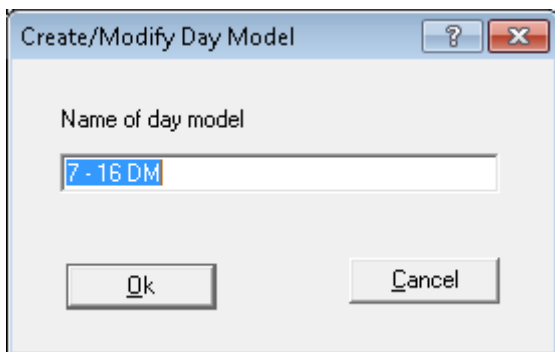 Create/Modify Day Model
?
Name of day model
7 - 16 DM
Ok
Cancel